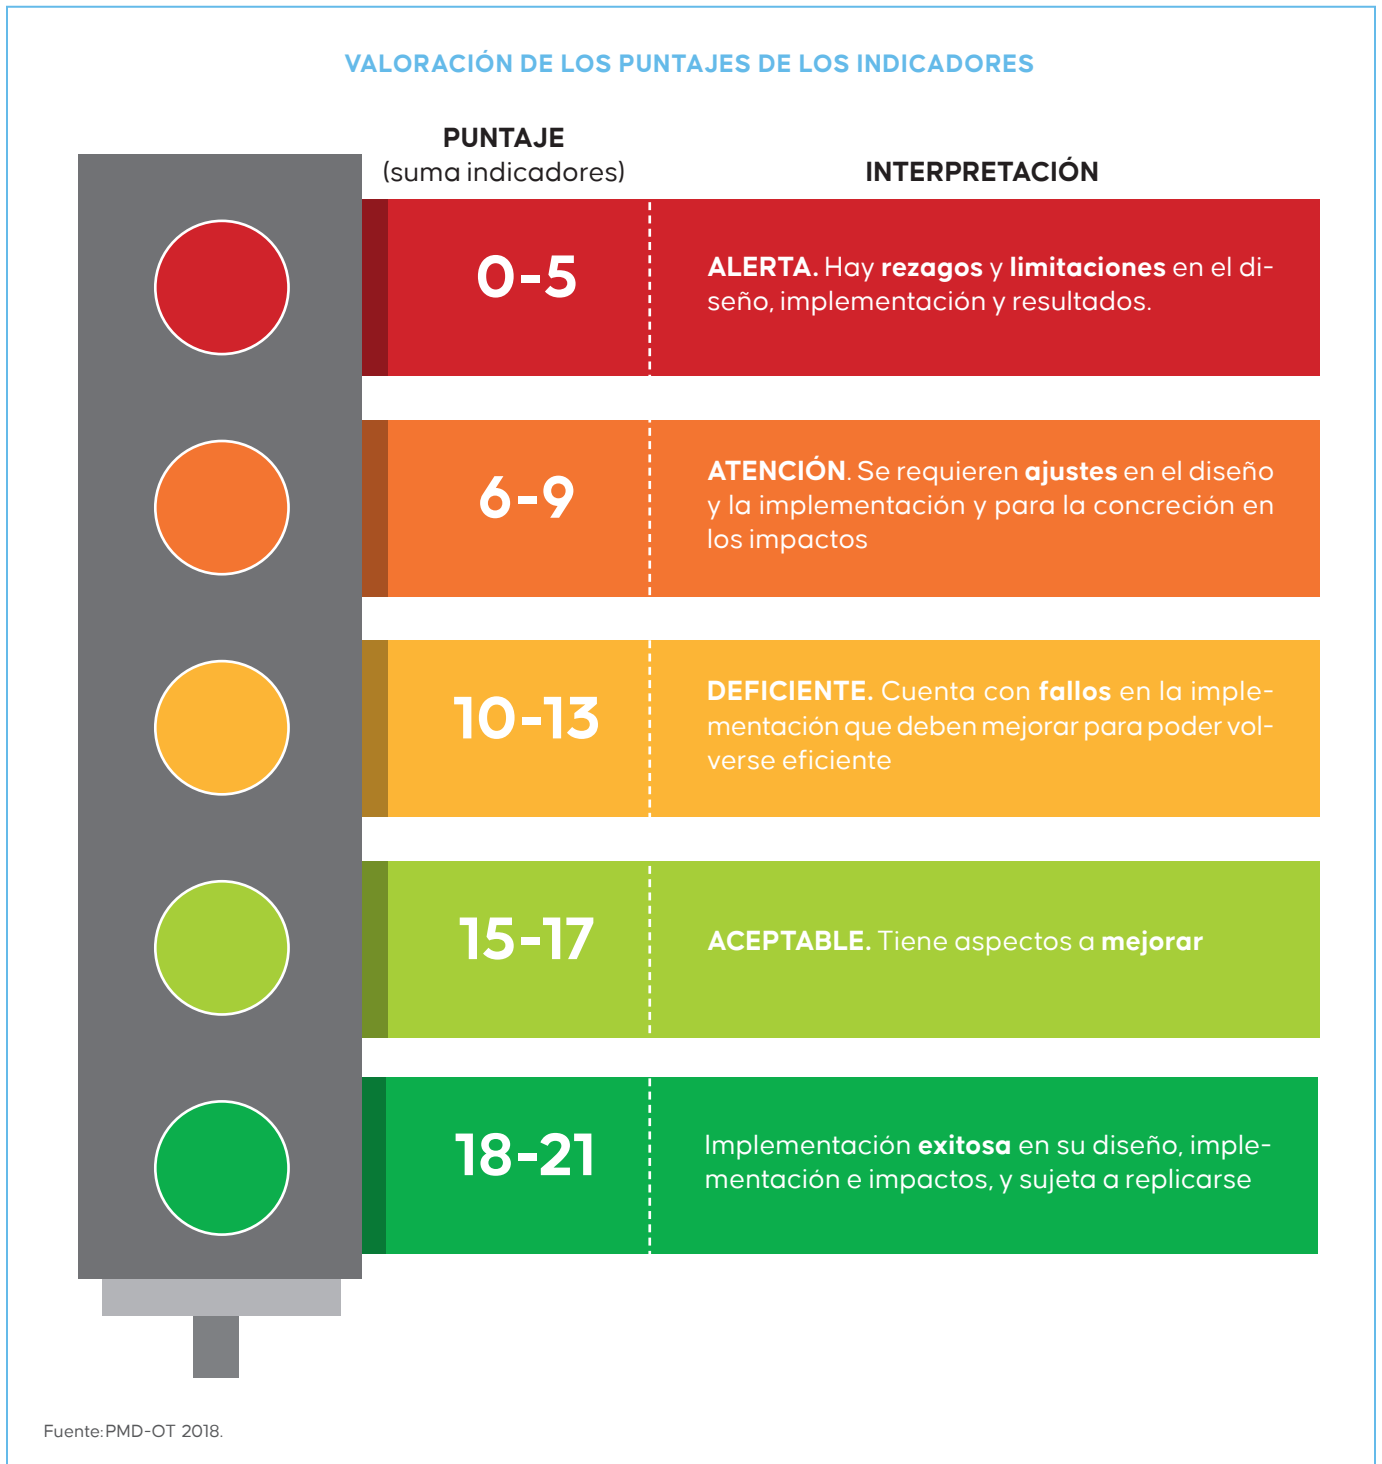 VALORACIÓN DE LOS PUNTAJES DE LOS INDICADORES
PUNTAJE
(suma indicadores)
INTERPRETACIÓN
0-5
ALERTA. Hay rezagos y limitaciones en el di-
seño, implementación y resultados.
6-9
ATENCIÓN. Se requieren ajustes en el diseño
y la implementación y para la concreción en
los impactos
10-13
DEFICIENTE. Cuenta con fallos en la imple-
mentación que deben mejorar para poder vol-
verse eficiente
15-17
ACEPTABLE. Tiene aspectos a mejorar
18-21
Implementación exitosa en su diseño, imple-
mentación e impactos, y sujeta a replicarse
Fuente:PMD-OT 2018.